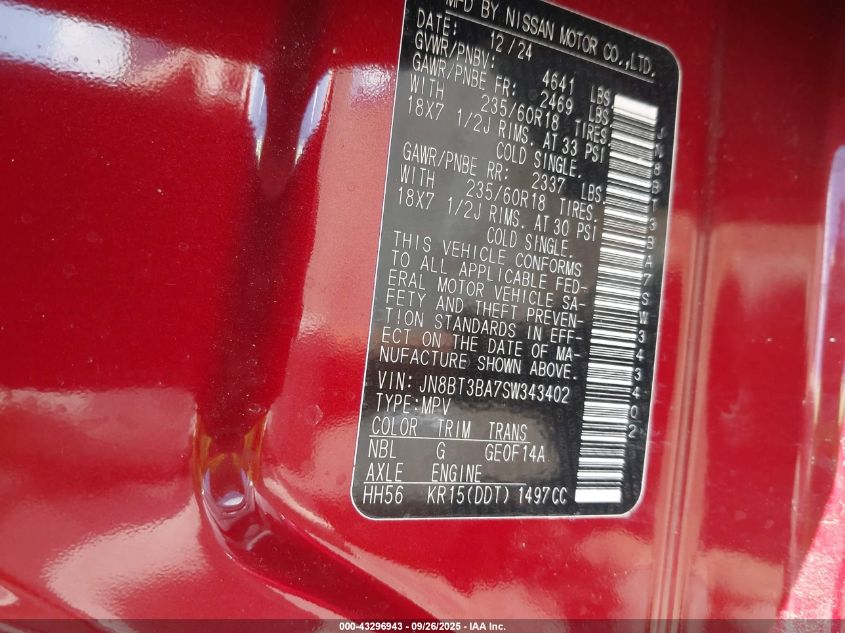 MFD BY NISSAN MOTOR CO.,LTD.
DATE: 12/24
GVWR/PNBV: 4641 LBS
GAWR/PNBE FR: 2469 LBS
WITH 235/60R18 TIRES
18X7 1/2J RIMS. AT 33 PSI
COLD SINGLE.
GAWR/PNBE RR: 2337 LBS.
WITH 235/60R18 TIRES.
18X7 1/2J RIMS. AT 30 PSI
COLD SINGLE.
THIS VEHICLE CONFORMS
TO ALL APPLICABLE FED-
ERAL MOTOR VEHICLE SA-
FETY AND THEFT PREVEN-
TION STANDARDS IN EFF-
ECT ON THE DATE OF MA-
NUFACTURE SHOWN ABOVE.
VIN: JN8BT3BA7SW343402
TYPE:MPV
COLOR TRIM TRANS
NBL G GE0F14A
AXLE ENGINE
HH56 KR15(DDT) 1497CC
JN8BT3BA7SW343402
000-43296943 - 09/26/2025 - IAA Inc.